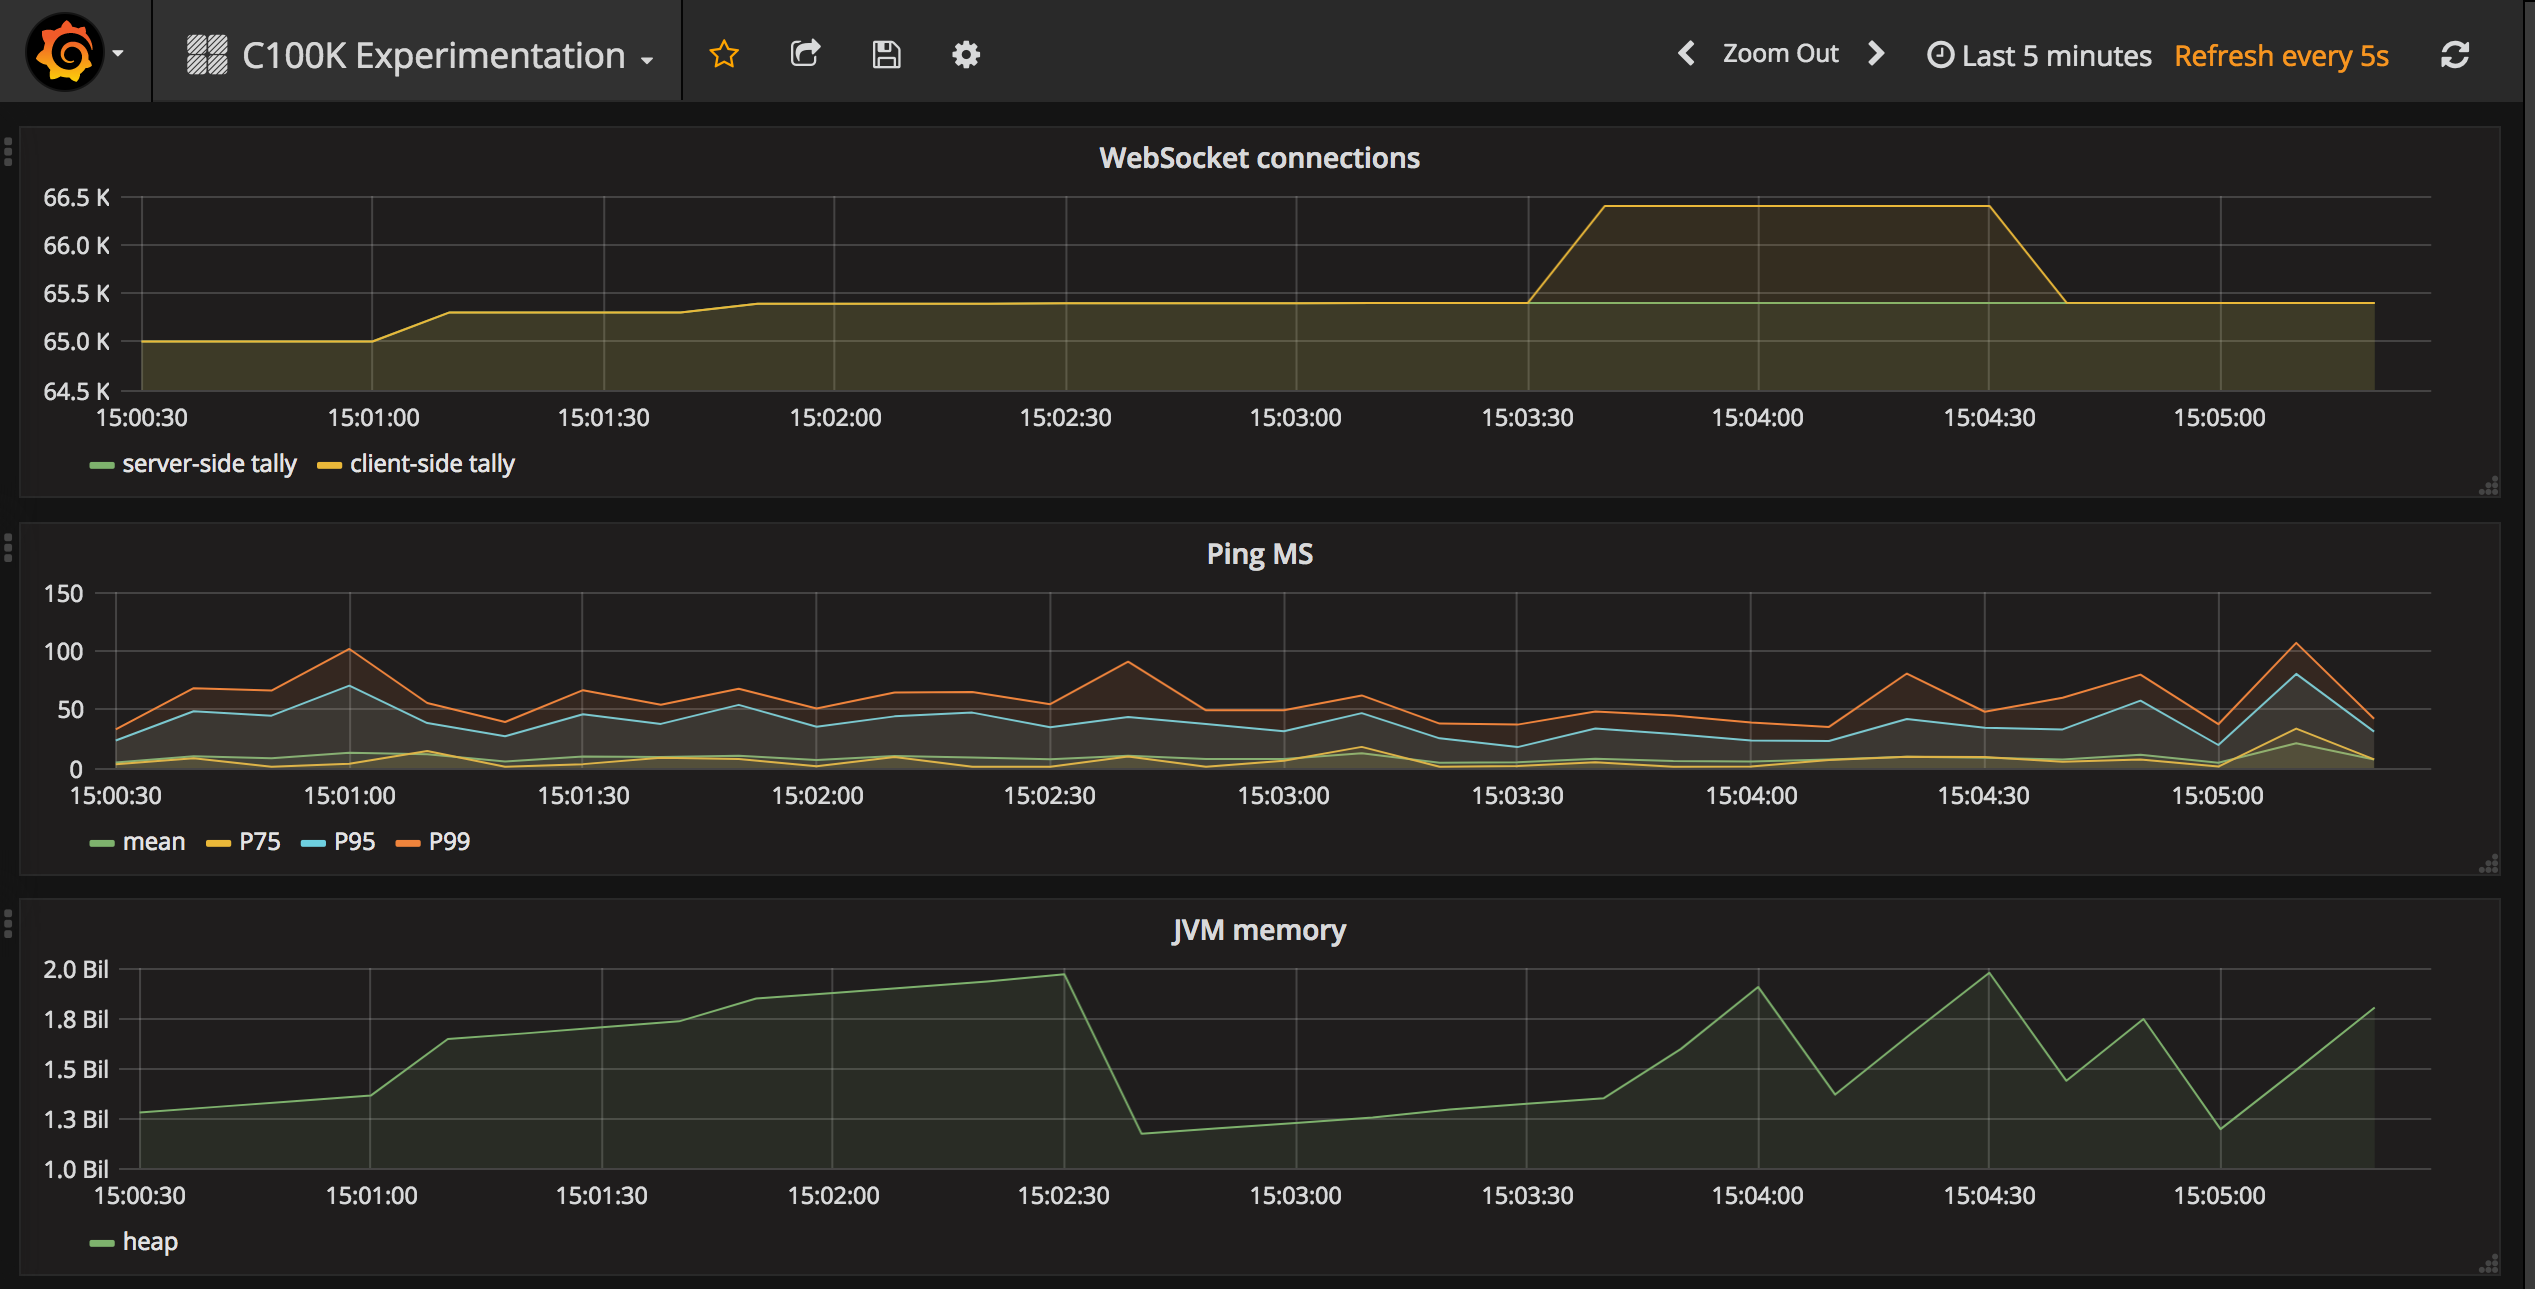 C100K Experimentation
Zoom Out
Last 5 minutes Refresh every 5s
WebSocket connections
66.5 K
66.0 K
65.5 K
65.0 K
64.5 K
15:00:30 15:01:00 15:01:30 15:02:00 15:02:30 15:03:00 15:03:30 15:04:00 15:04:30 15:05:00
server-side tally client-side tally
Ping MS
150
100
50
0
15:00:30 15:01:00 15:01:30 15:02:00 15:02:30 15:03:00 15:03:30 15:04:00 15:04:30 15:05:00
mean P75 P95 P99
JVM memory
2.0 Bil
1.8 Bil
1.5 Bil
1.3 Bil
1.0 Bil
15:00:30 15:01:00 15:01:30 15:02:00 15:02:30 15:03:00 15:03:30 15:04:00 15:04:30 15:05:00
heap